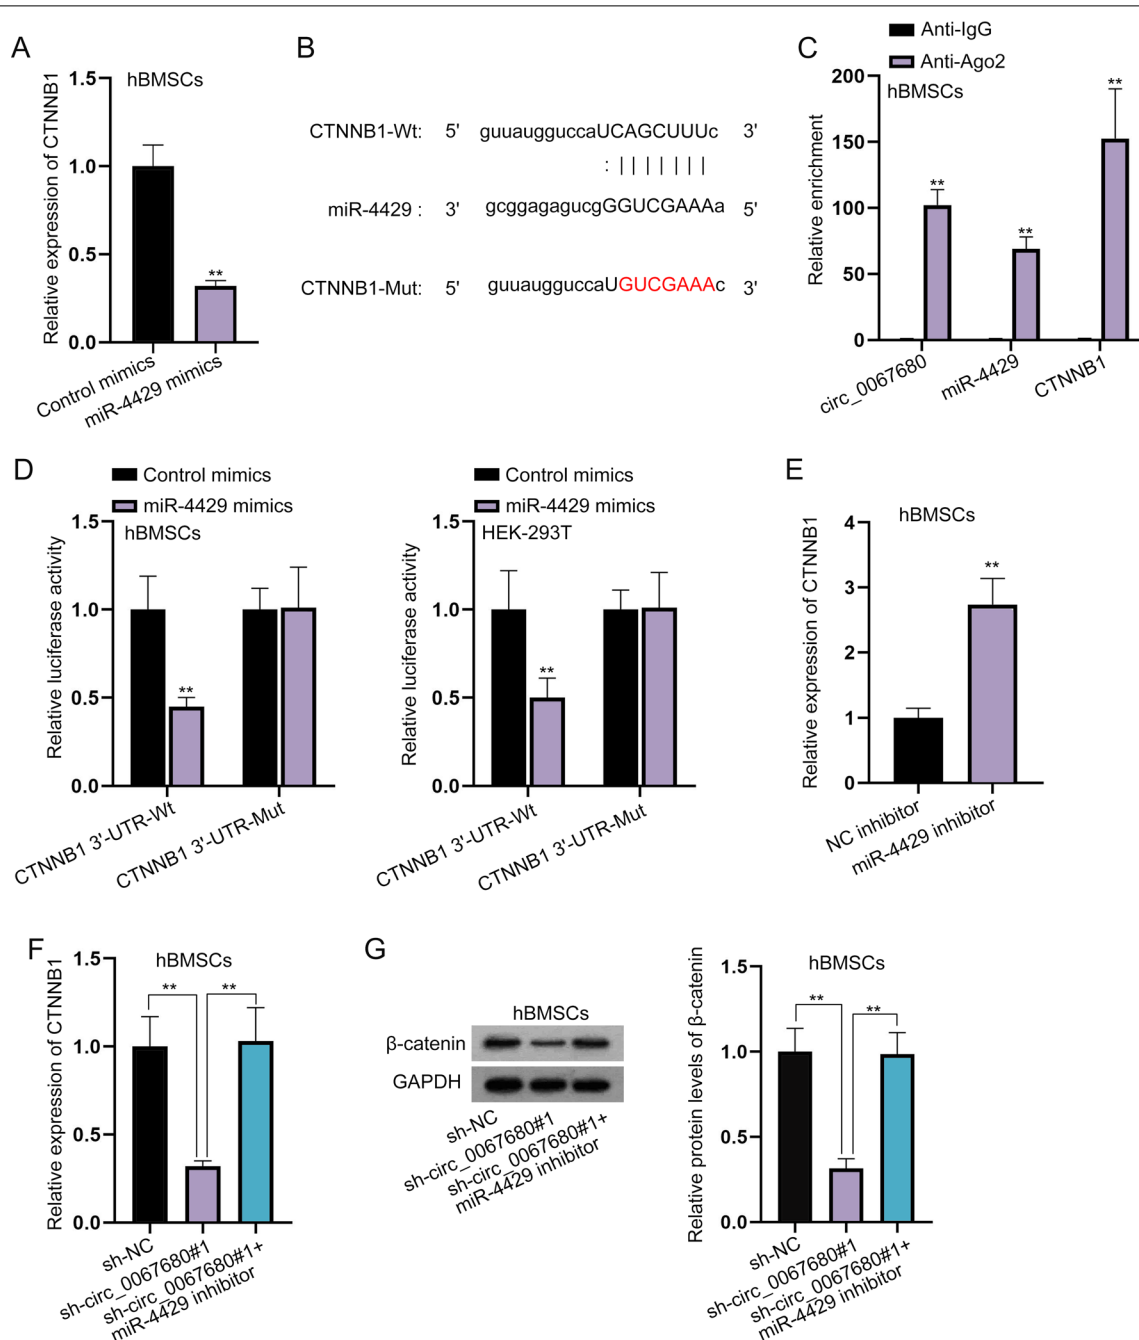 A
Relative expression of CTNNB1
1.5
1.0
0.5
0.0
hBMSCs
**
Control mimics
miR-4429 mimics
B
CTNNB1-Wt: 5' guuaugguccaUCAGCUUUc 3'
: | | | | | | |
miR-4429 : 3' gcggagagucgGGUCGAAAa 5'
CTNNB1-Mut: 5' guuaugguccaUGUCGAAAc 3'
C
Anti-IgG
Anti-Ago2
Relative enrichment
200
150
100
50
0
hBMSCs
**
**
**
circ_0067680
miR-4429
CTNNB1
D
Control mimics
miR-4429 mimics
Relative luciferase activity
1.5
1.0
0.5
0.0
hBMSCs
**
CTNNB1 3'-UTR-Wt
CTNNB1 3'-UTR-Mut
Control mimics
miR-4429 mimics
Relative luciferase activity
1.5
1.0
0.5
0.0
HEK-293T
**
CTNNB1 3'-UTR-Wt
CTNNB1 3'-UTR-Mut
E
Relative expression of CTNNB1
4
3
2
1
0
hBMSCs
**
NC inhibitor
miR-4429 inhibitor
F
Relative expression of CTNNB1
1.5
1.0
0.5
0.0
hBMSCs
**
**
sh-NC
sh-circ_0067680#1
sh-circ_0067680#1+
miR-4429 inhibitor
G
hBMSCs
β-catenin
GAPDH
sh-NC
sh-circ_0067680#1
sh-circ_0067680#1+
miR-4429 inhibitor
Relative protein levels of β-catenin
1.5
1.0
0.5
0.0
hBMSCs
**
**
sh-NC
sh-circ_0067680#1
sh-circ_0067680#1+
miR-4429 inhibitor